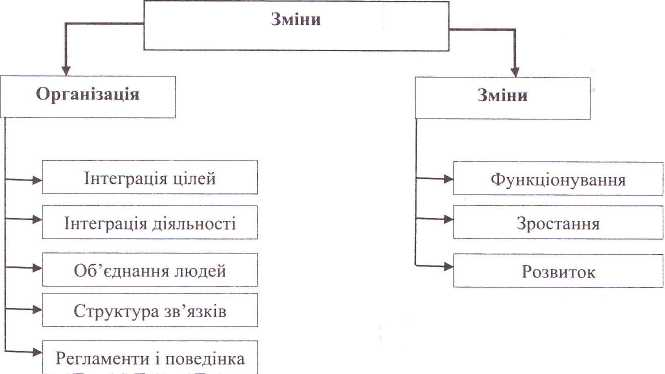 Зміни
Організація
Інтеграція цілей
Інтеграція діяльності
Об’єднання людей
Структура зв’язків
Регламенти і поведінка
Зміни
Функціонування
Зростання
Розвиток